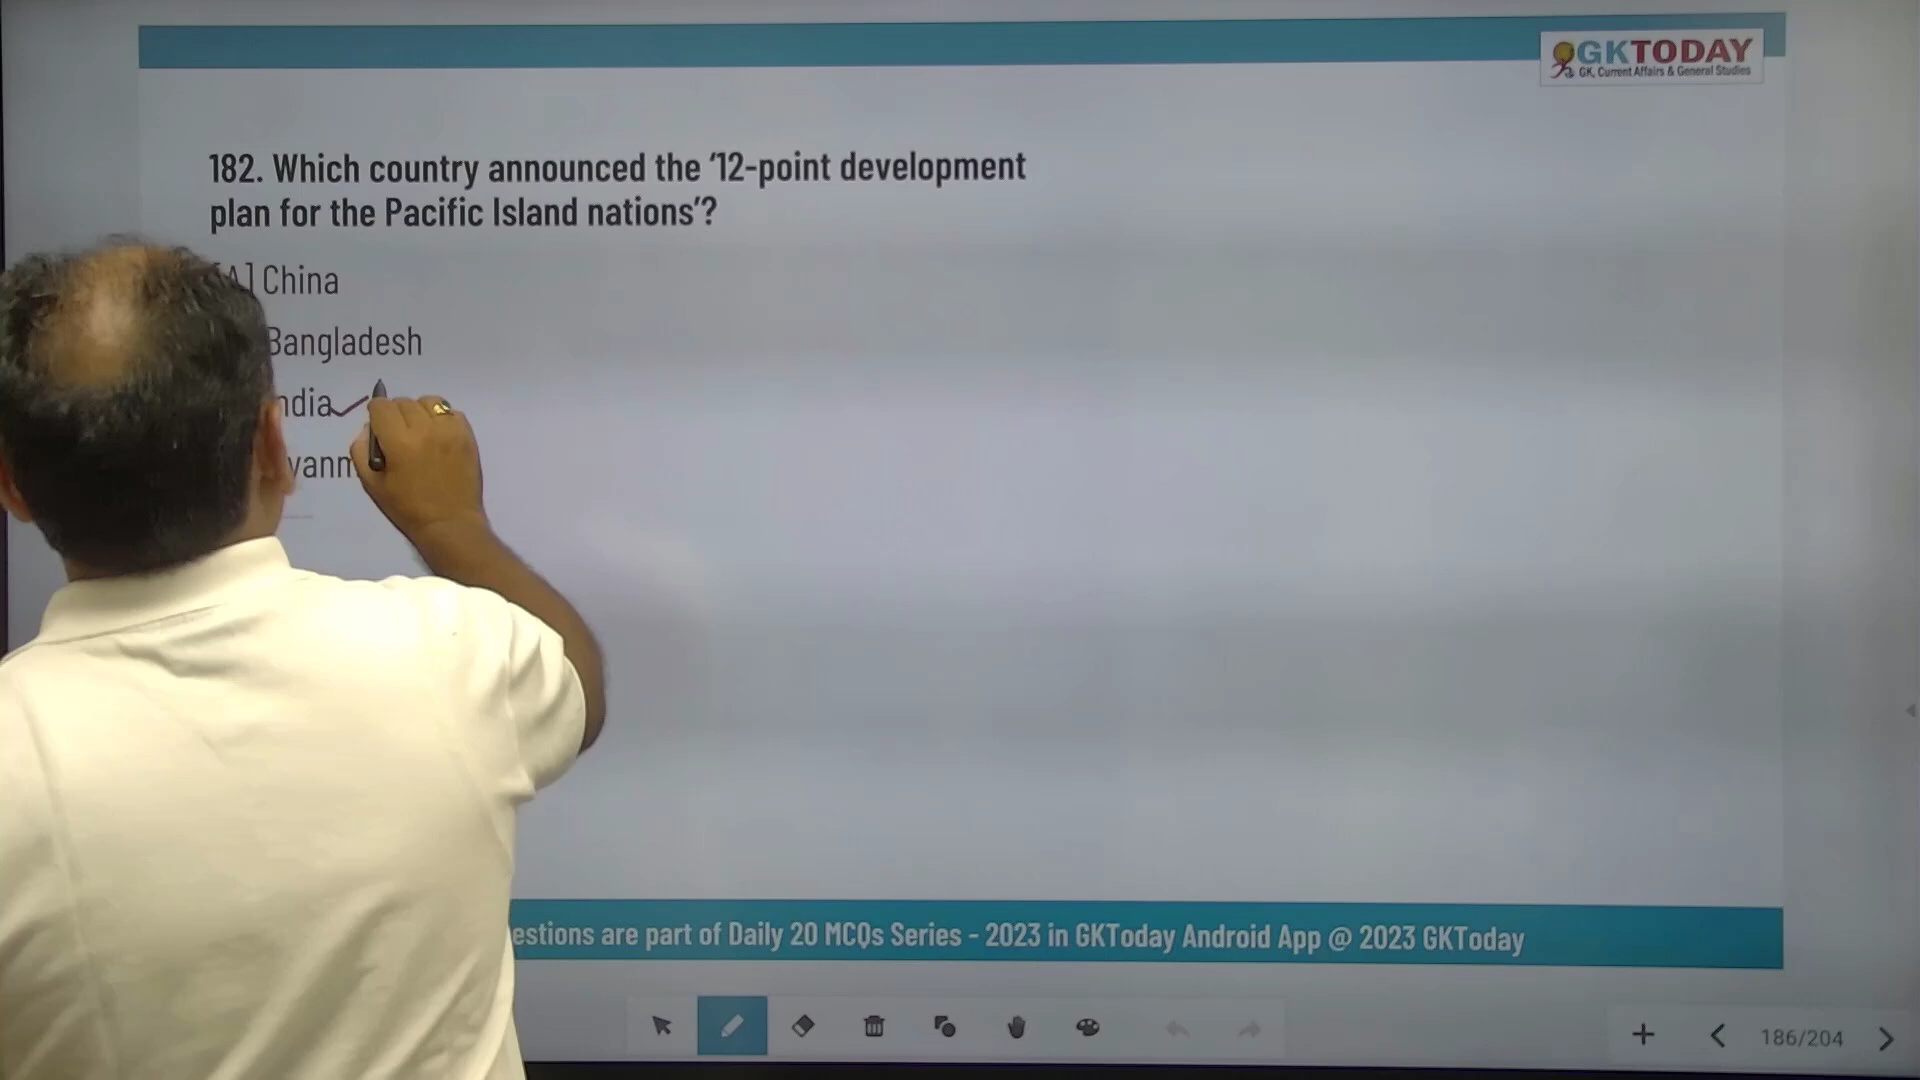 GKTODAY
GK, Current Affairs & General Studies
182. Which country announced the ‘12-point development
plan for the Pacific Island nations’?
[A] China
Bangladesh
ndia
yanm
estions are part of Daily 20 MCQs Series - 2023 in GKToday Android App @ 2023 GKToday
186/204